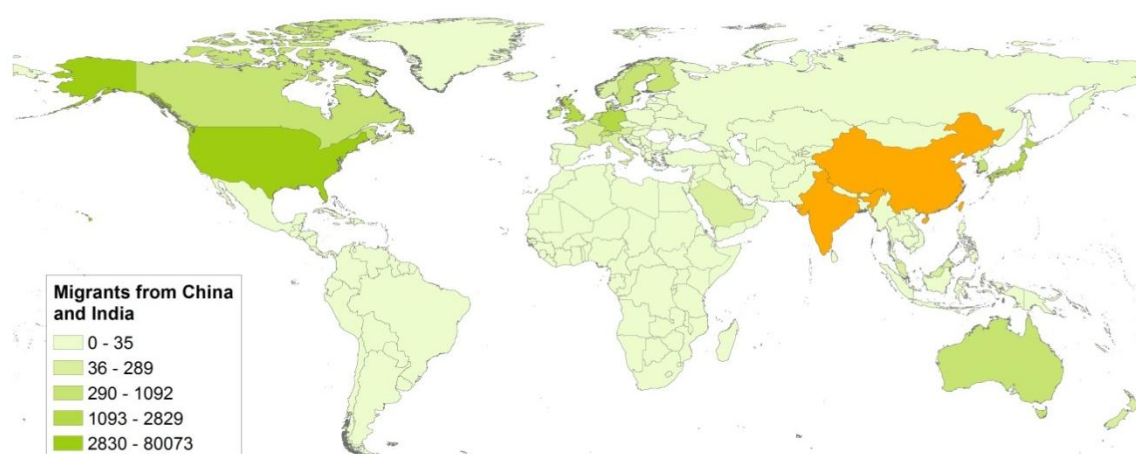 Migrants from China
and India
0 - 35
36 - 289
290 - 1092
1093 - 2829
2830 - 80073